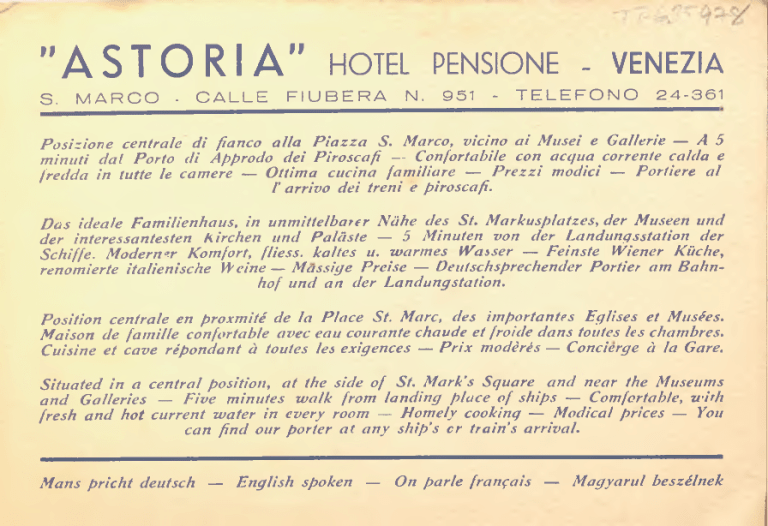 "ASTORIA" HOTEL PENSIONE - VENEZIA
S. MARCO - CALLE FIUBERA N. 951 - TELEFONO 24-361
Posizione centrale di fianco alla Piazza S. Marco, vicino ai Musei e Gallerie — A 5
minuti dal Porto di Approdo dei Piroscafi — Confortabile con acqua corrente calda e
fredda in tutte le camere — Ottima cucina familiare — Prezzi modici — Portiere al
l'arrivo dei treni e piroscafi.
Das ideale Familienhaus, in unmittelbarer Nähe des St. Markusplatzes, der Museen und
der interessantesten Kirchen und Paläste — 5 Minuten von der Landungsstation der
Schiffe. Moderner Komfort, fliess. kaltes u. warmes Wasser — Feinste Wiener Küche,
renomierte italienische Weine — Mässige Preise — Deutschsprechender Portier am Bahn-
hof und an der Landungstation.
Position centrale en proxmité de la Place St. Marc, des importantes Eglises et Musées.
Maison de famille confortable avec eau courante chaude et froide dans toutes les chambres.
Cuisine et cave répondant à toutes les exigences — Prix modèrés — Concièrge à la Gare.
Situated in a central position, at the side of St. Mark's Square and near the Museums
and Galleries — Five minutes walk from landing place of ships — Comfortable, with
fresh and hot current water in every room — Homely cooking — Modical prices — You
can find our porter at any ship's or train's arrival.
Mans pricht deutsch — English spoken — On parle français — Magyarul beszélnek